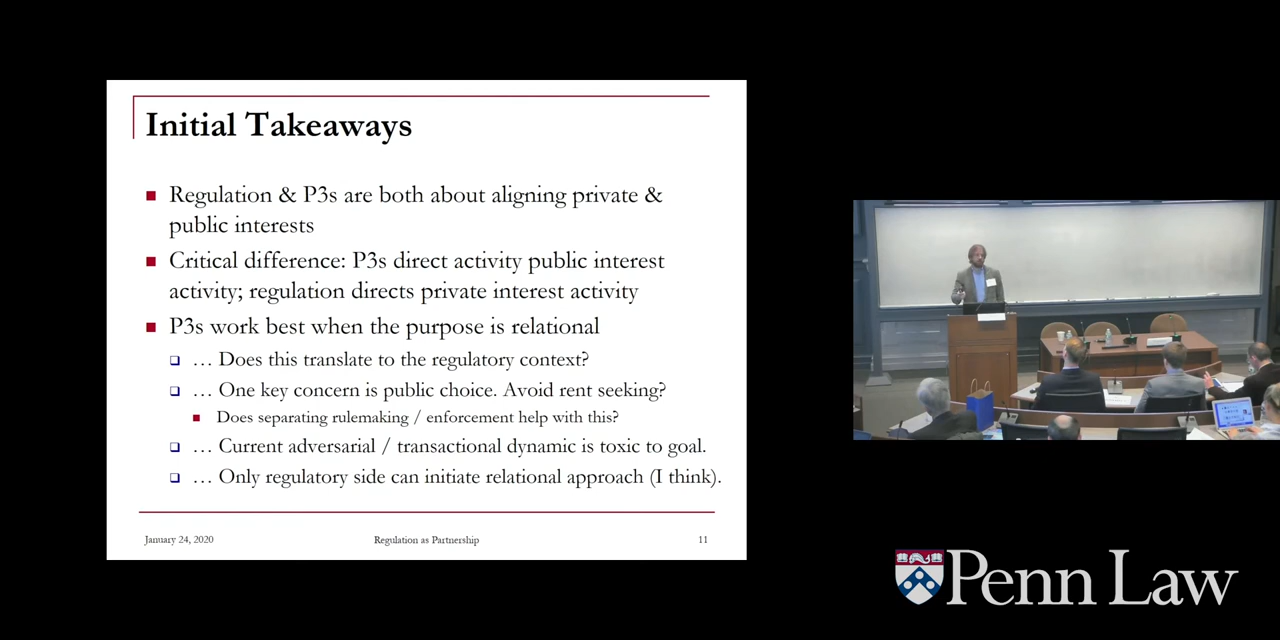 Initial Takeaways
Regulation & P3s are both about aligning private &
public interests
Critical difference: P3s direct activity public interest
activity; regulation directs private interest activity
P3s work best when the purpose is relational
… Does this translate to the regulatory context?
… One key concern is public choice. Avoid rent seeking?
Does separating rulemaking / enforcement help with this?
… Current adversarial / transactional dynamic is toxic to goal.
… Only regulatory side can initiate relational approach (I think).
January 24, 2020
Regulation as Partnership
11
Penn Law